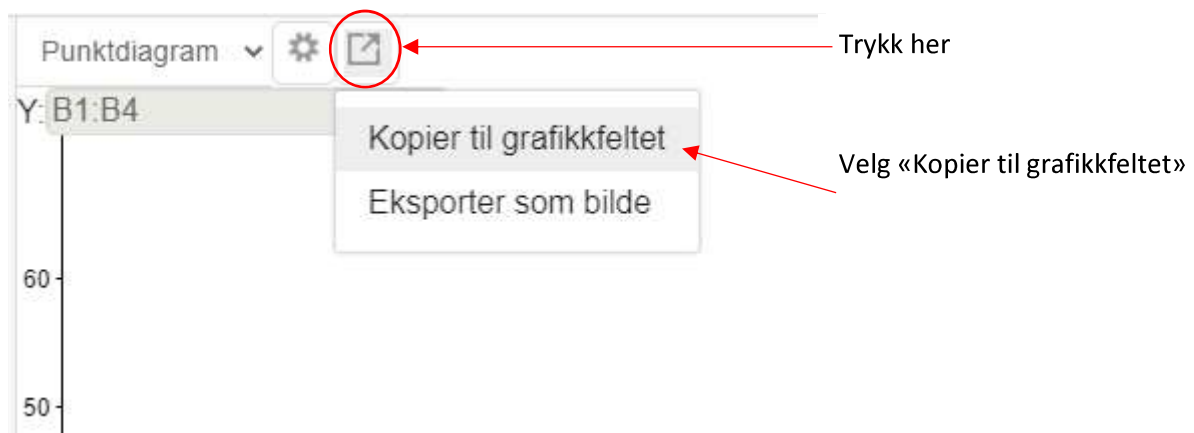 Punktdiagram
Trykk her
Y: B1:B4
Kopier til grafikkfeltet
Velg «Kopier til grafikkfeltet»
Eksporter som bilde
60
50